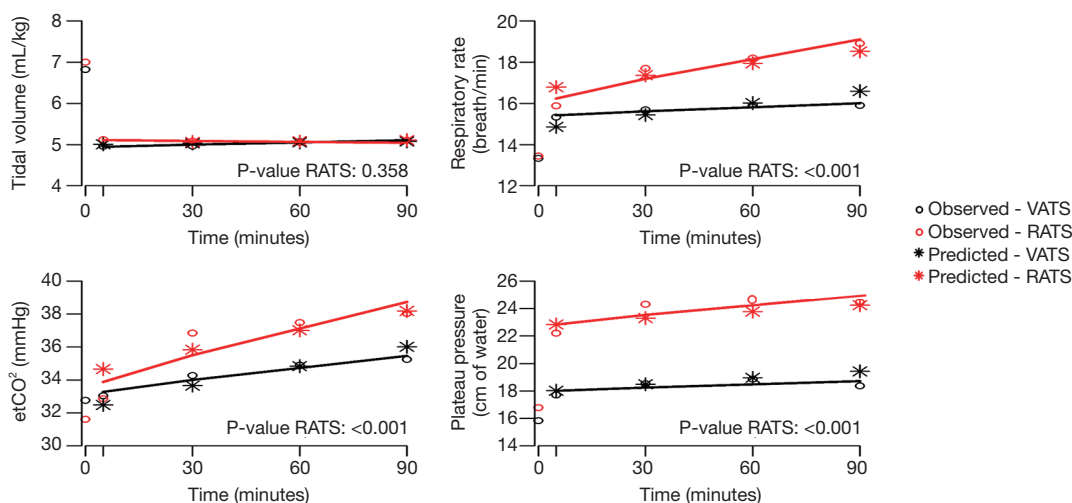 Tidal volume (mL/kg)
8
7
6
5
4
P-value RATS: 0.358
0 30 60 90
Time (minutes)
Respiratory rate
(breath/min)
20
18
16
14
12
P-value RATS: <0.001
0 30 60 90
Time (minutes)
etCO²  (mmHg)
40
38
36
34
32
30
P-value RATS: <0.001
0 30 60 90
Time (minutes)
Plateau pressure
(cm of water)
26
24
22
20
18
16
14
P-value RATS: <0.001
0 30 60 90
Time (minutes)
Observed - VATS
Observed - RATS
Predicted - VATS
Predicted - RATS